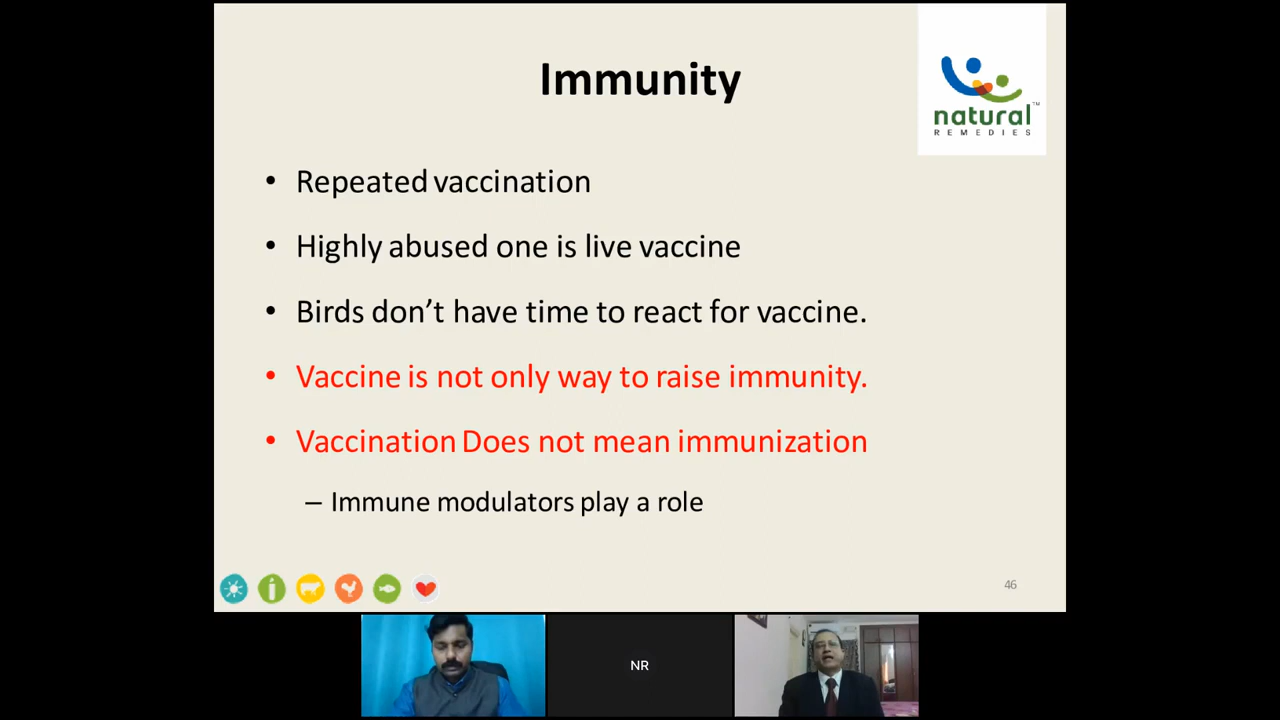 Immunity
natural™
REMEDIES
• Repeated vaccination
• Highly abused one is live vaccine
• Birds don’t have time to react for vaccine.
• Vaccine is not only way to raise immunity.
• Vaccination Does not mean immunization
– Immune modulators play a role
46
NR